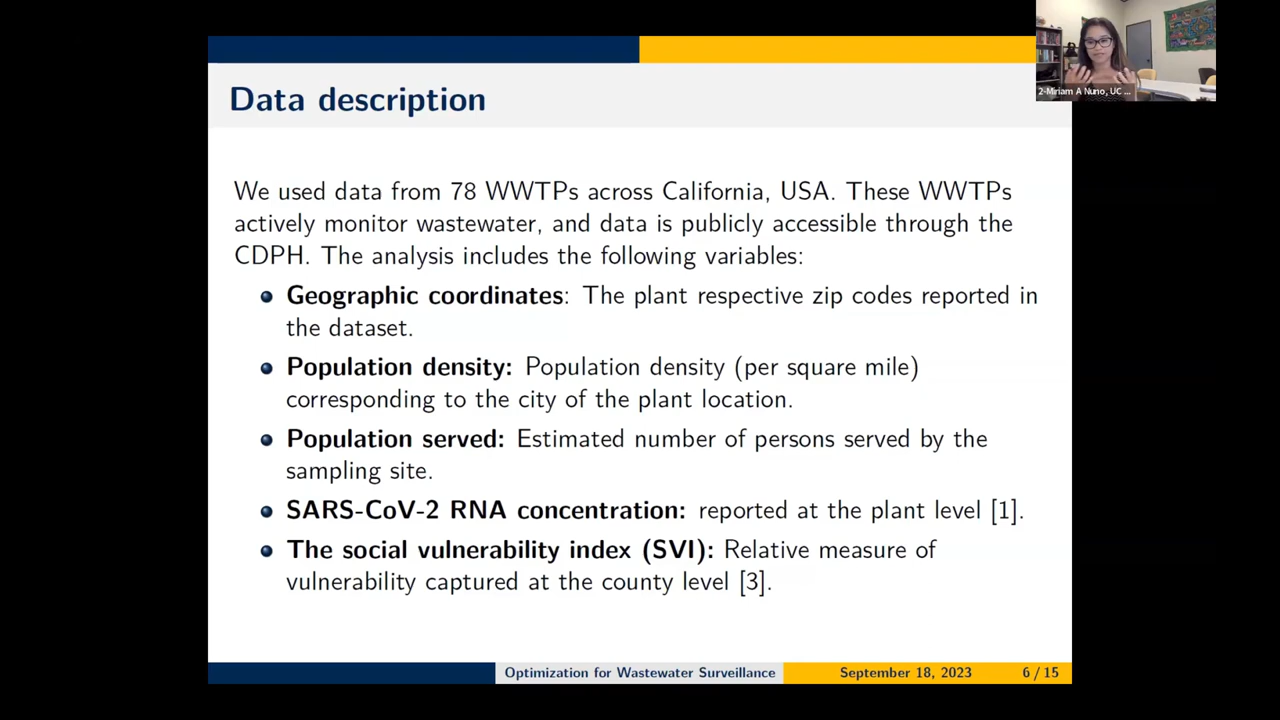 2-Miriam A Nuno, UC ...
Data description
We used data from 78 WWTPs across California, USA. These WWTPs
actively monitor wastewater, and data is publicly accessible through the
CDPH. The analysis includes the following variables:
Geographic coordinates: The plant respective zip codes reported in
the dataset.
Population density: Population density (per square mile)
corresponding to the city of the plant location.
Population served: Estimated number of persons served by the
sampling site.
SARS-CoV-2 RNA concentration: reported at the plant level [1].
The social vulnerability index (SVI): Relative measure of
vulnerability captured at the county level [3].
Optimization for Wastewater Surveillance September 18, 2023 6 / 15